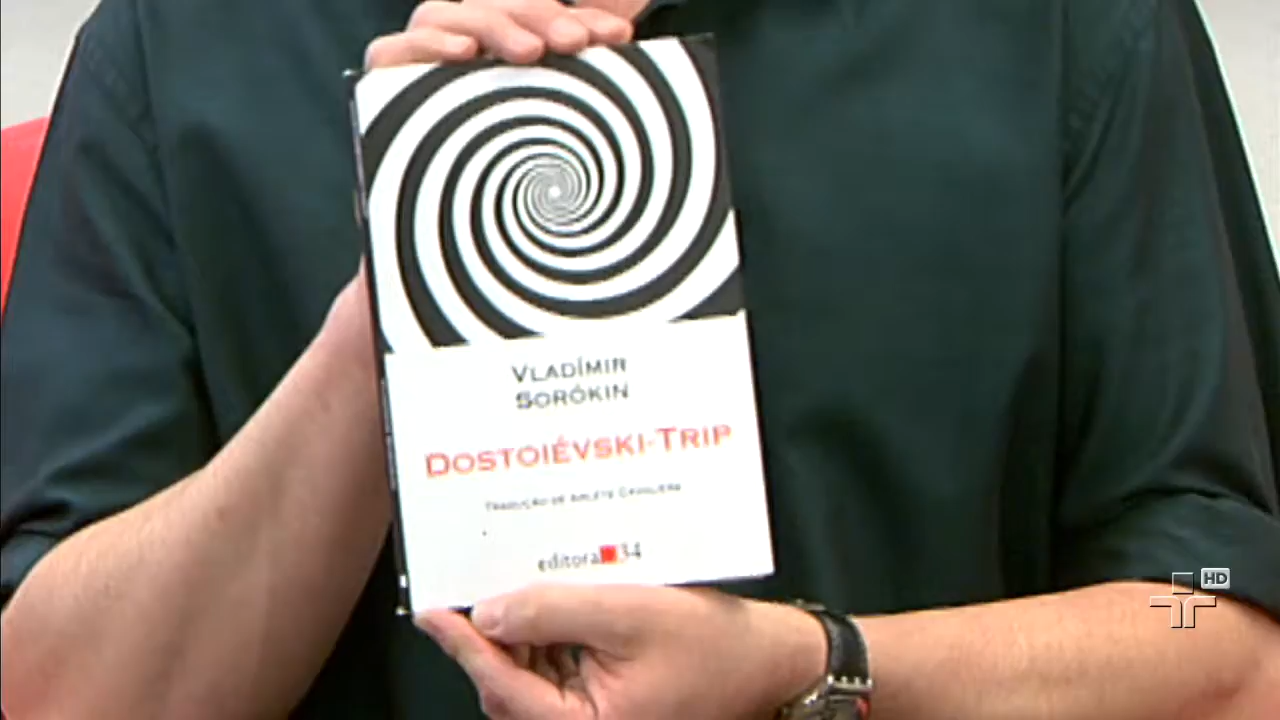 VLADÍMIR
SORÓKIN
DOSTOIÉVSKI-TRIP
TRADUÇÃO DE ARLETE CAVALIERE
editora 34
HD